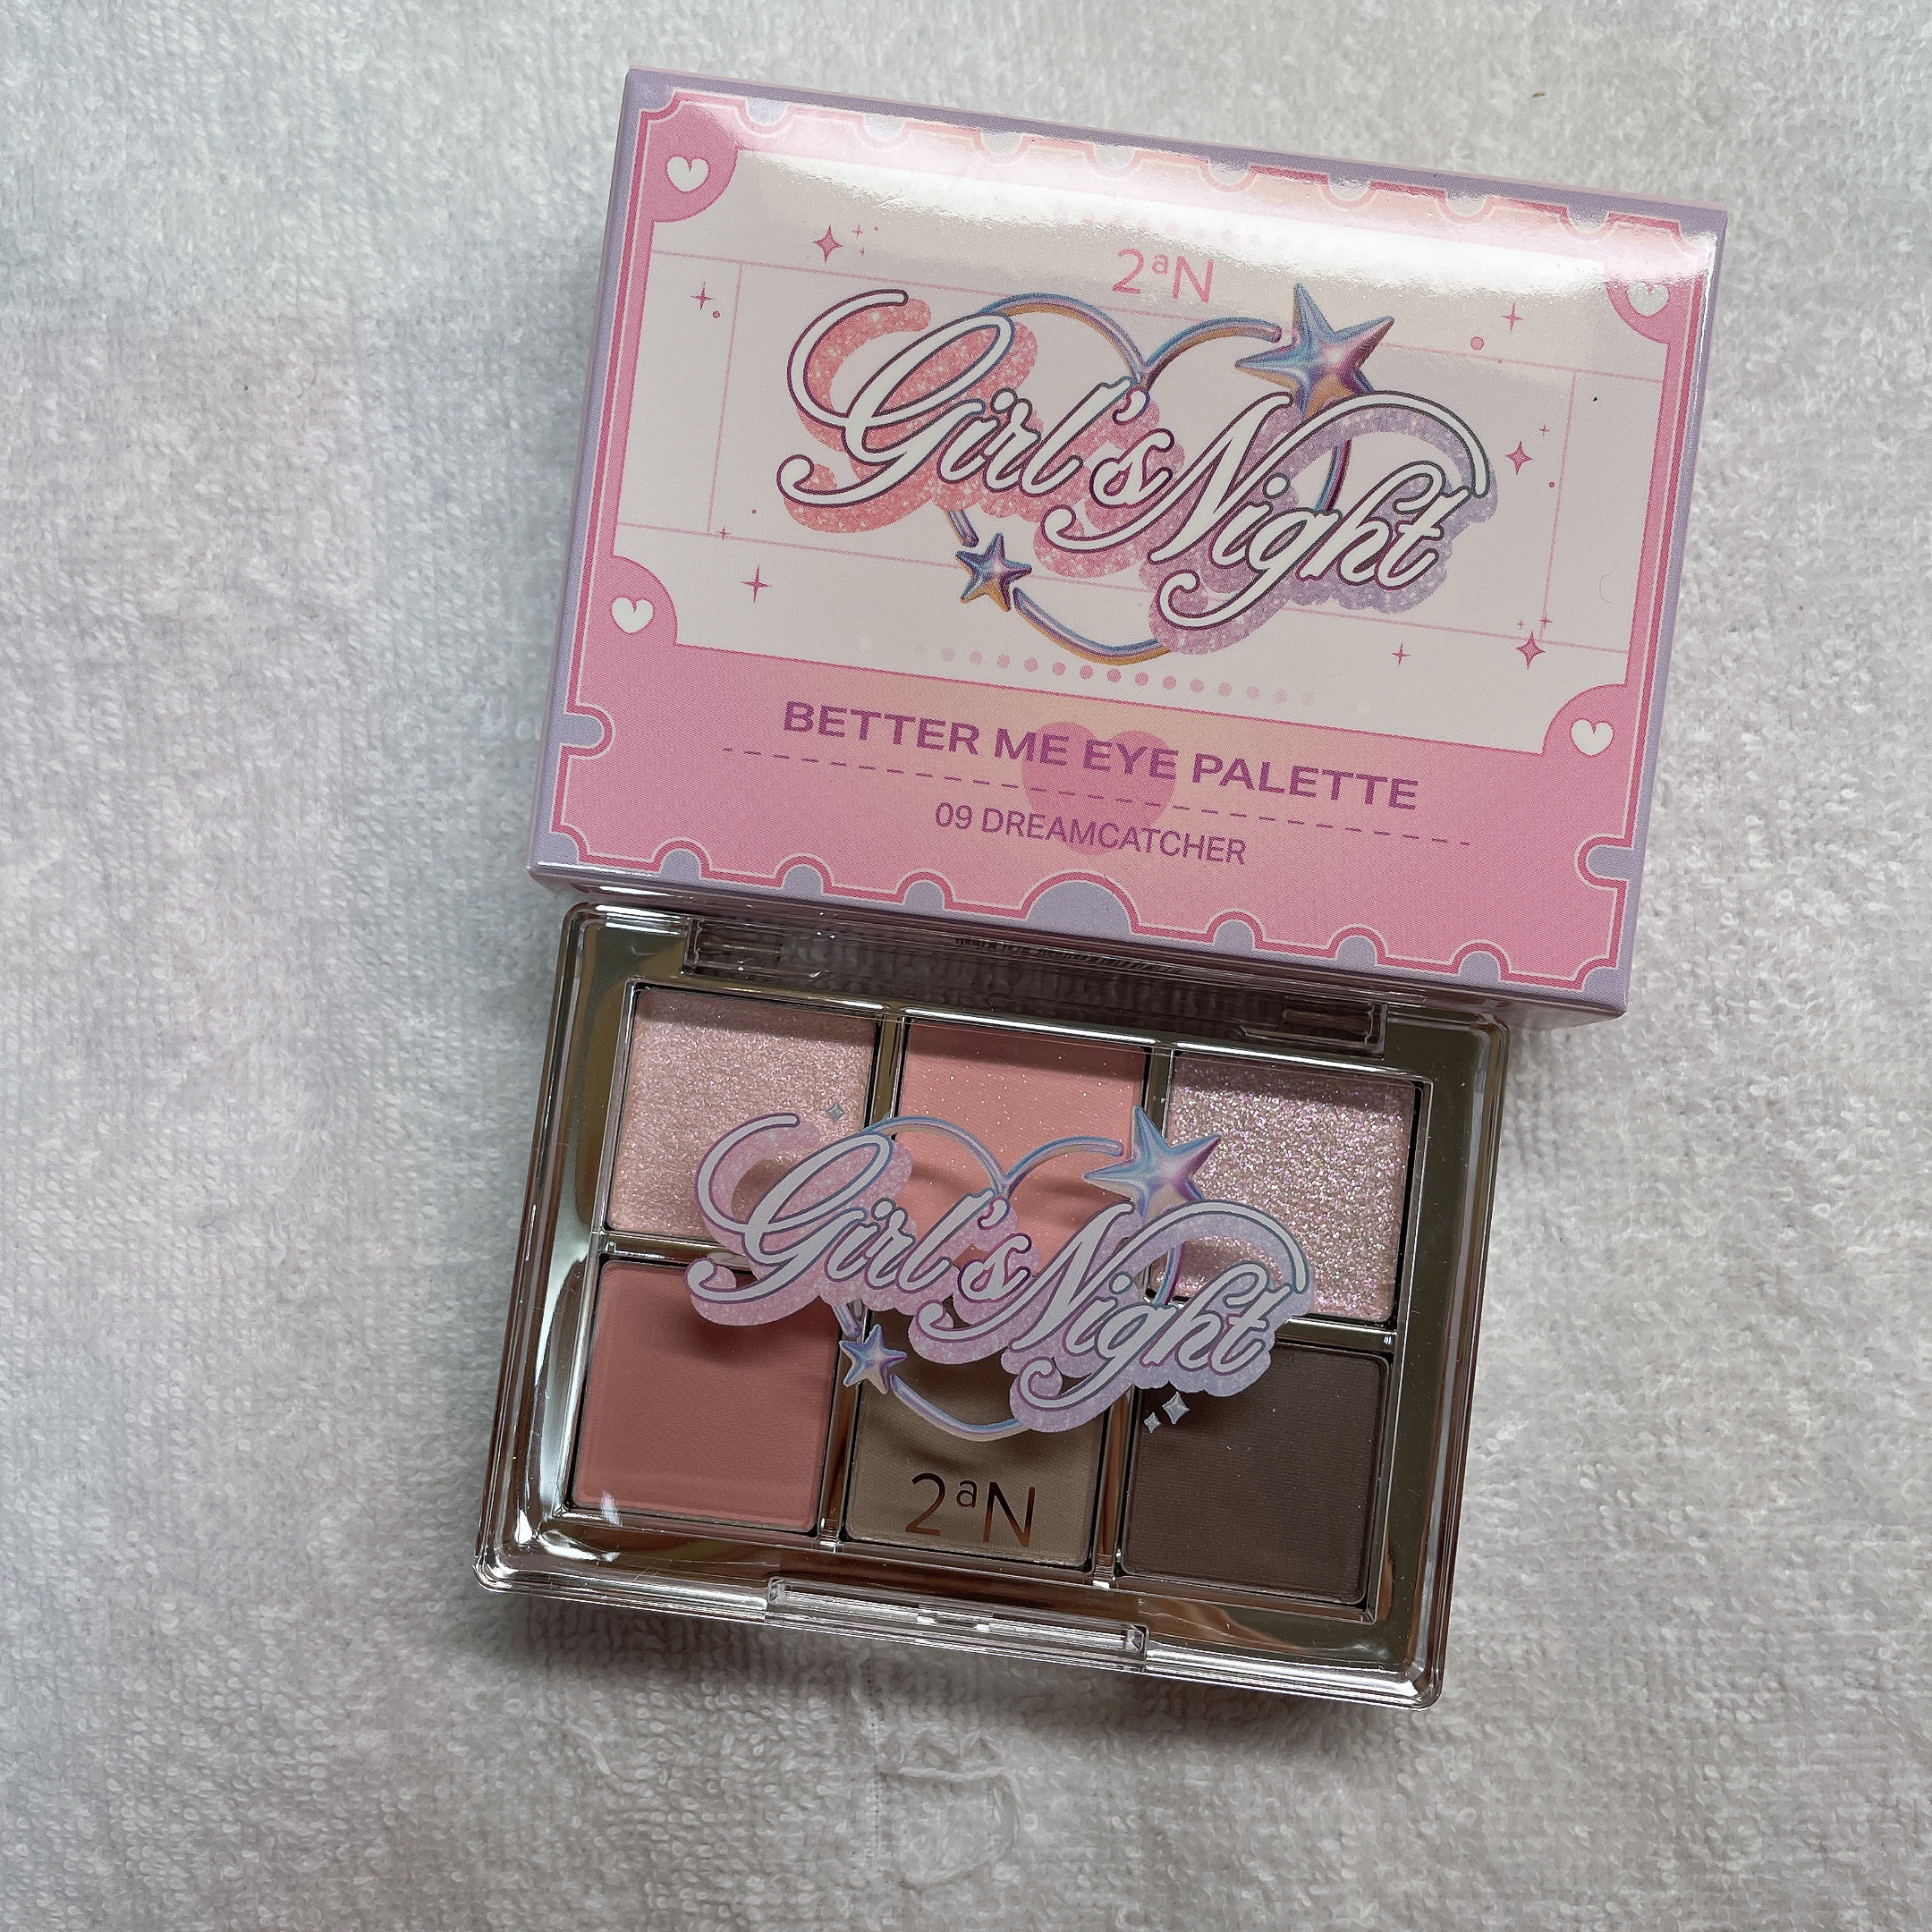 2aN
Girl's Night
BETTER ME EYE PALETTE
09 DREAMCATCHER
Girl's Night
2aN